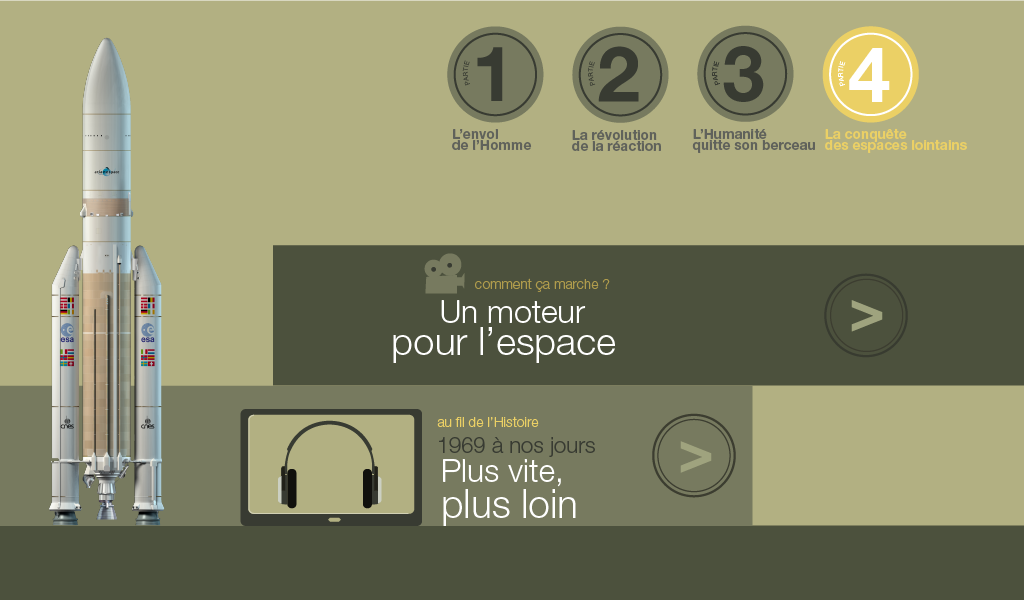 PARTIE 1
L'envol
de l'Homme
PARTIE 2
La révolution
de la réaction
PARTIE 3
L'Humanité
quitte son berceau
PARTIE 4
La conquête
des espaces lointains
arianespace
esa
esa
cnes
cnes
comment ça marche ?
Un moteur
pour l'espace
>
au fil de l'Histoire
1969 à nos jours
Plus vite,
plus loin
>